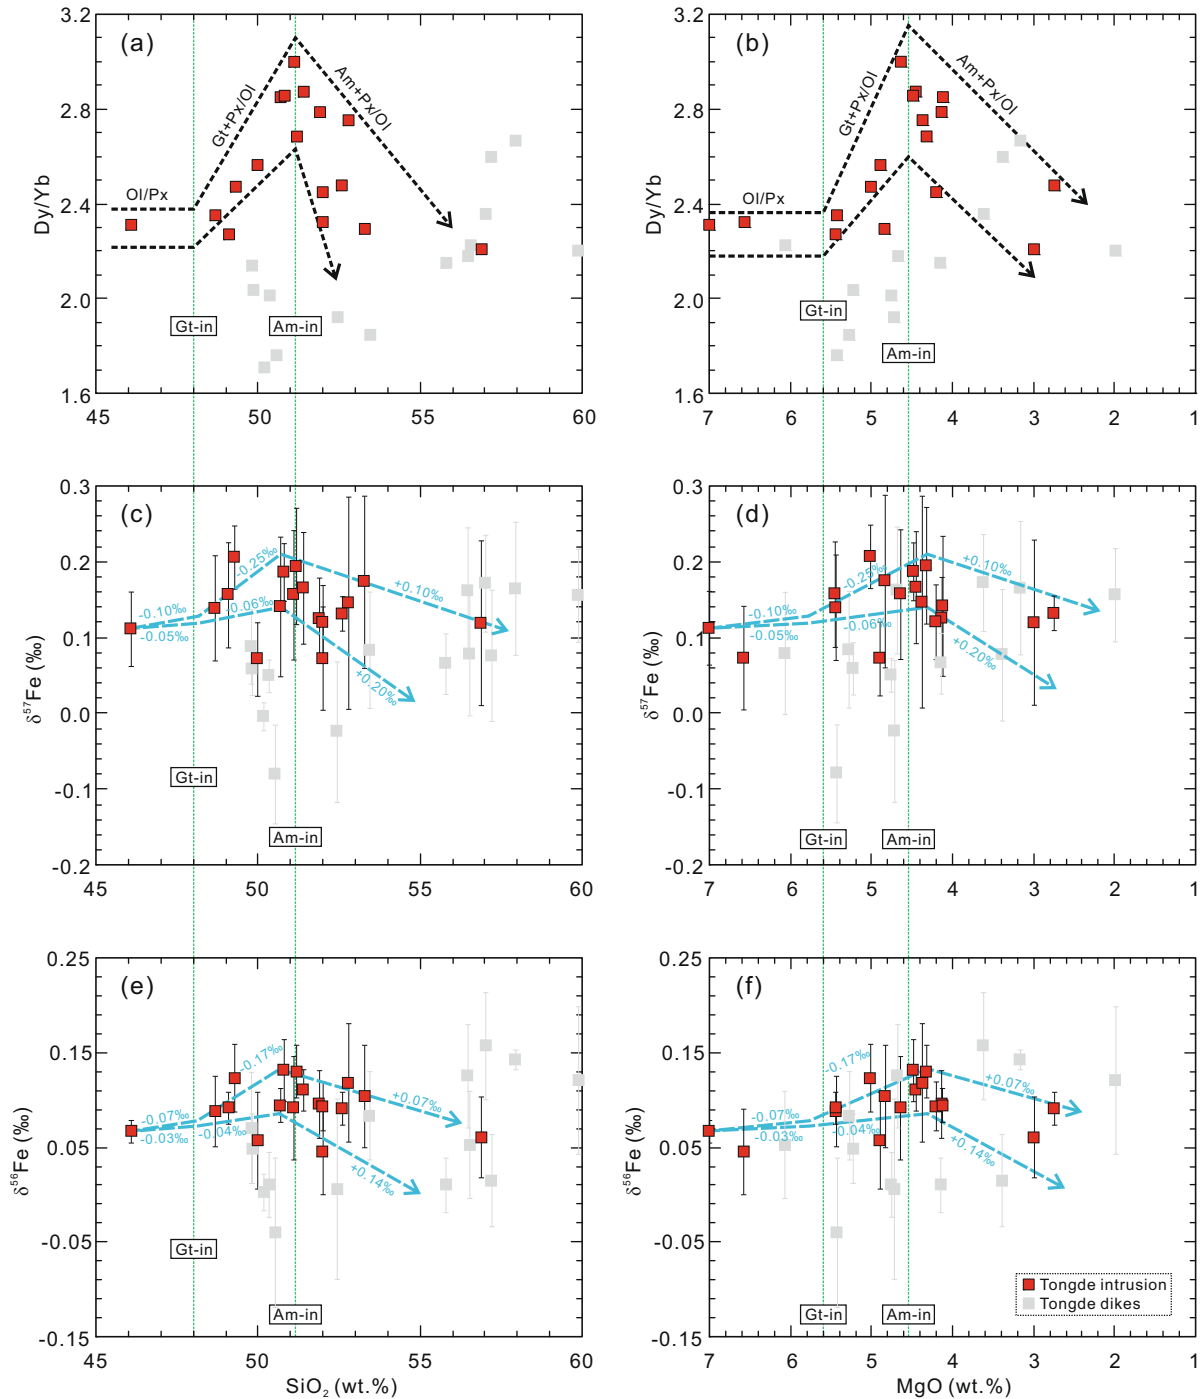 (a)
3.2
2.8
2.4
2.0
1.6
Dy/Yb
Gt+Px/Ol
Am+Px/Ol
Ol/Px
Gt-in
Am-in
45
50
55
60
(b)
3.2
2.8
2.4
2.0
1.6
Dy/Yb
Gt+Px/Ol
Am+Px/Ol
Ol/Px
Gt-in
Am-in
7
6
5
4
3
2
1
(c)
0.3
0.2
0.1
0.0
-0.1
-0.2
δ⁵⁷Fe (‰)
-0.25‰
+0.10‰
-0.10‰
-0.06‰
-0.05‰
+0.20‰
Gt-in
Am-in
45
50
55
60
(d)
0.3
0.2
0.1
0.0
-0.1
-0.2
δ⁵⁷Fe (‰)
-0.25‰
+0.10‰
-0.10‰
-0.06‰
-0.05‰
+0.20‰
Gt-in
Am-in
7
6
5
4
3
2
1
(e)
0.25
0.15
0.05
-0.05
-0.15
δ⁵⁶Fe (‰)
-0.17‰
+0.07‰
-0.07‰
-0.04‰
-0.03‰
+0.14‰
Gt-in
Am-in
45
50
55
60
SiO₂ (wt.%)
(f)
0.25
0.15
0.05
-0.05
-0.15
δ⁵⁶Fe (‰)
-0.17‰
+0.07‰
-0.07‰
-0.04‰
-0.03‰
+0.14‰
Gt-in
Am-in
Tongde intrusion
Tongde dikes
7
6
5
4
3
2
1
MgO (wt.%)